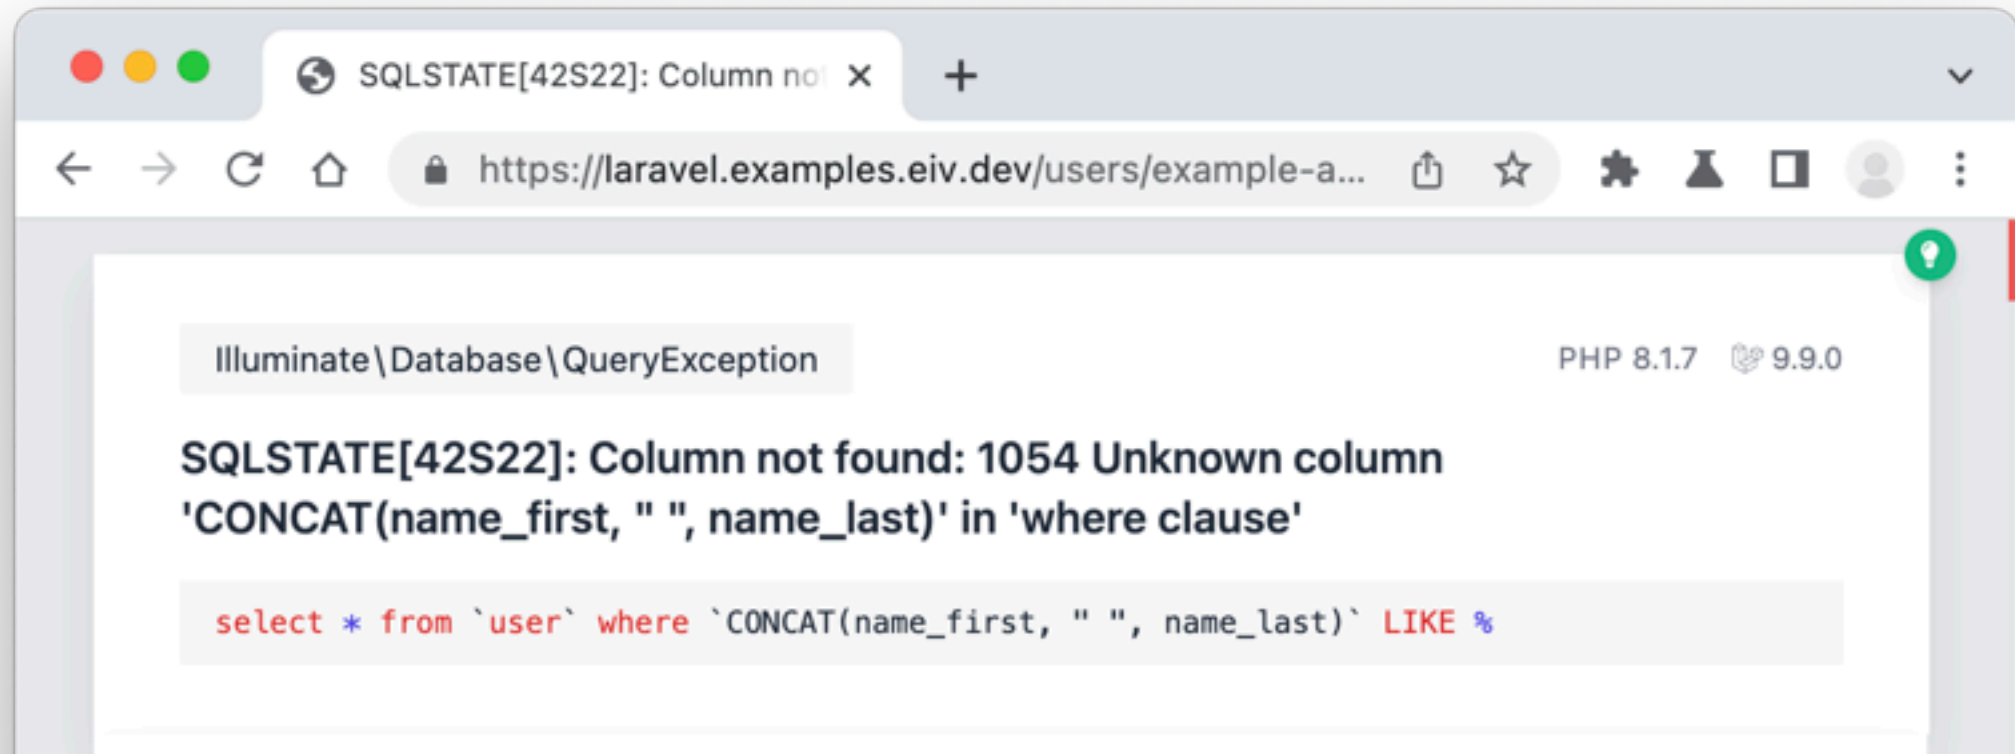 SQLSTATE[42S22]: Column no
https://laravel.examples.eiv.dev/users/example-a...
Illuminate\Database\QueryException
PHP 8.1.7 9.9.0
SQLSTATE[42S22]: Column not found: 1054 Unknown column
'CONCAT(name_first, " ", name_last)' in 'where clause'
select * from `user` where `CONCAT(name_first, " ", name_last)` LIKE %